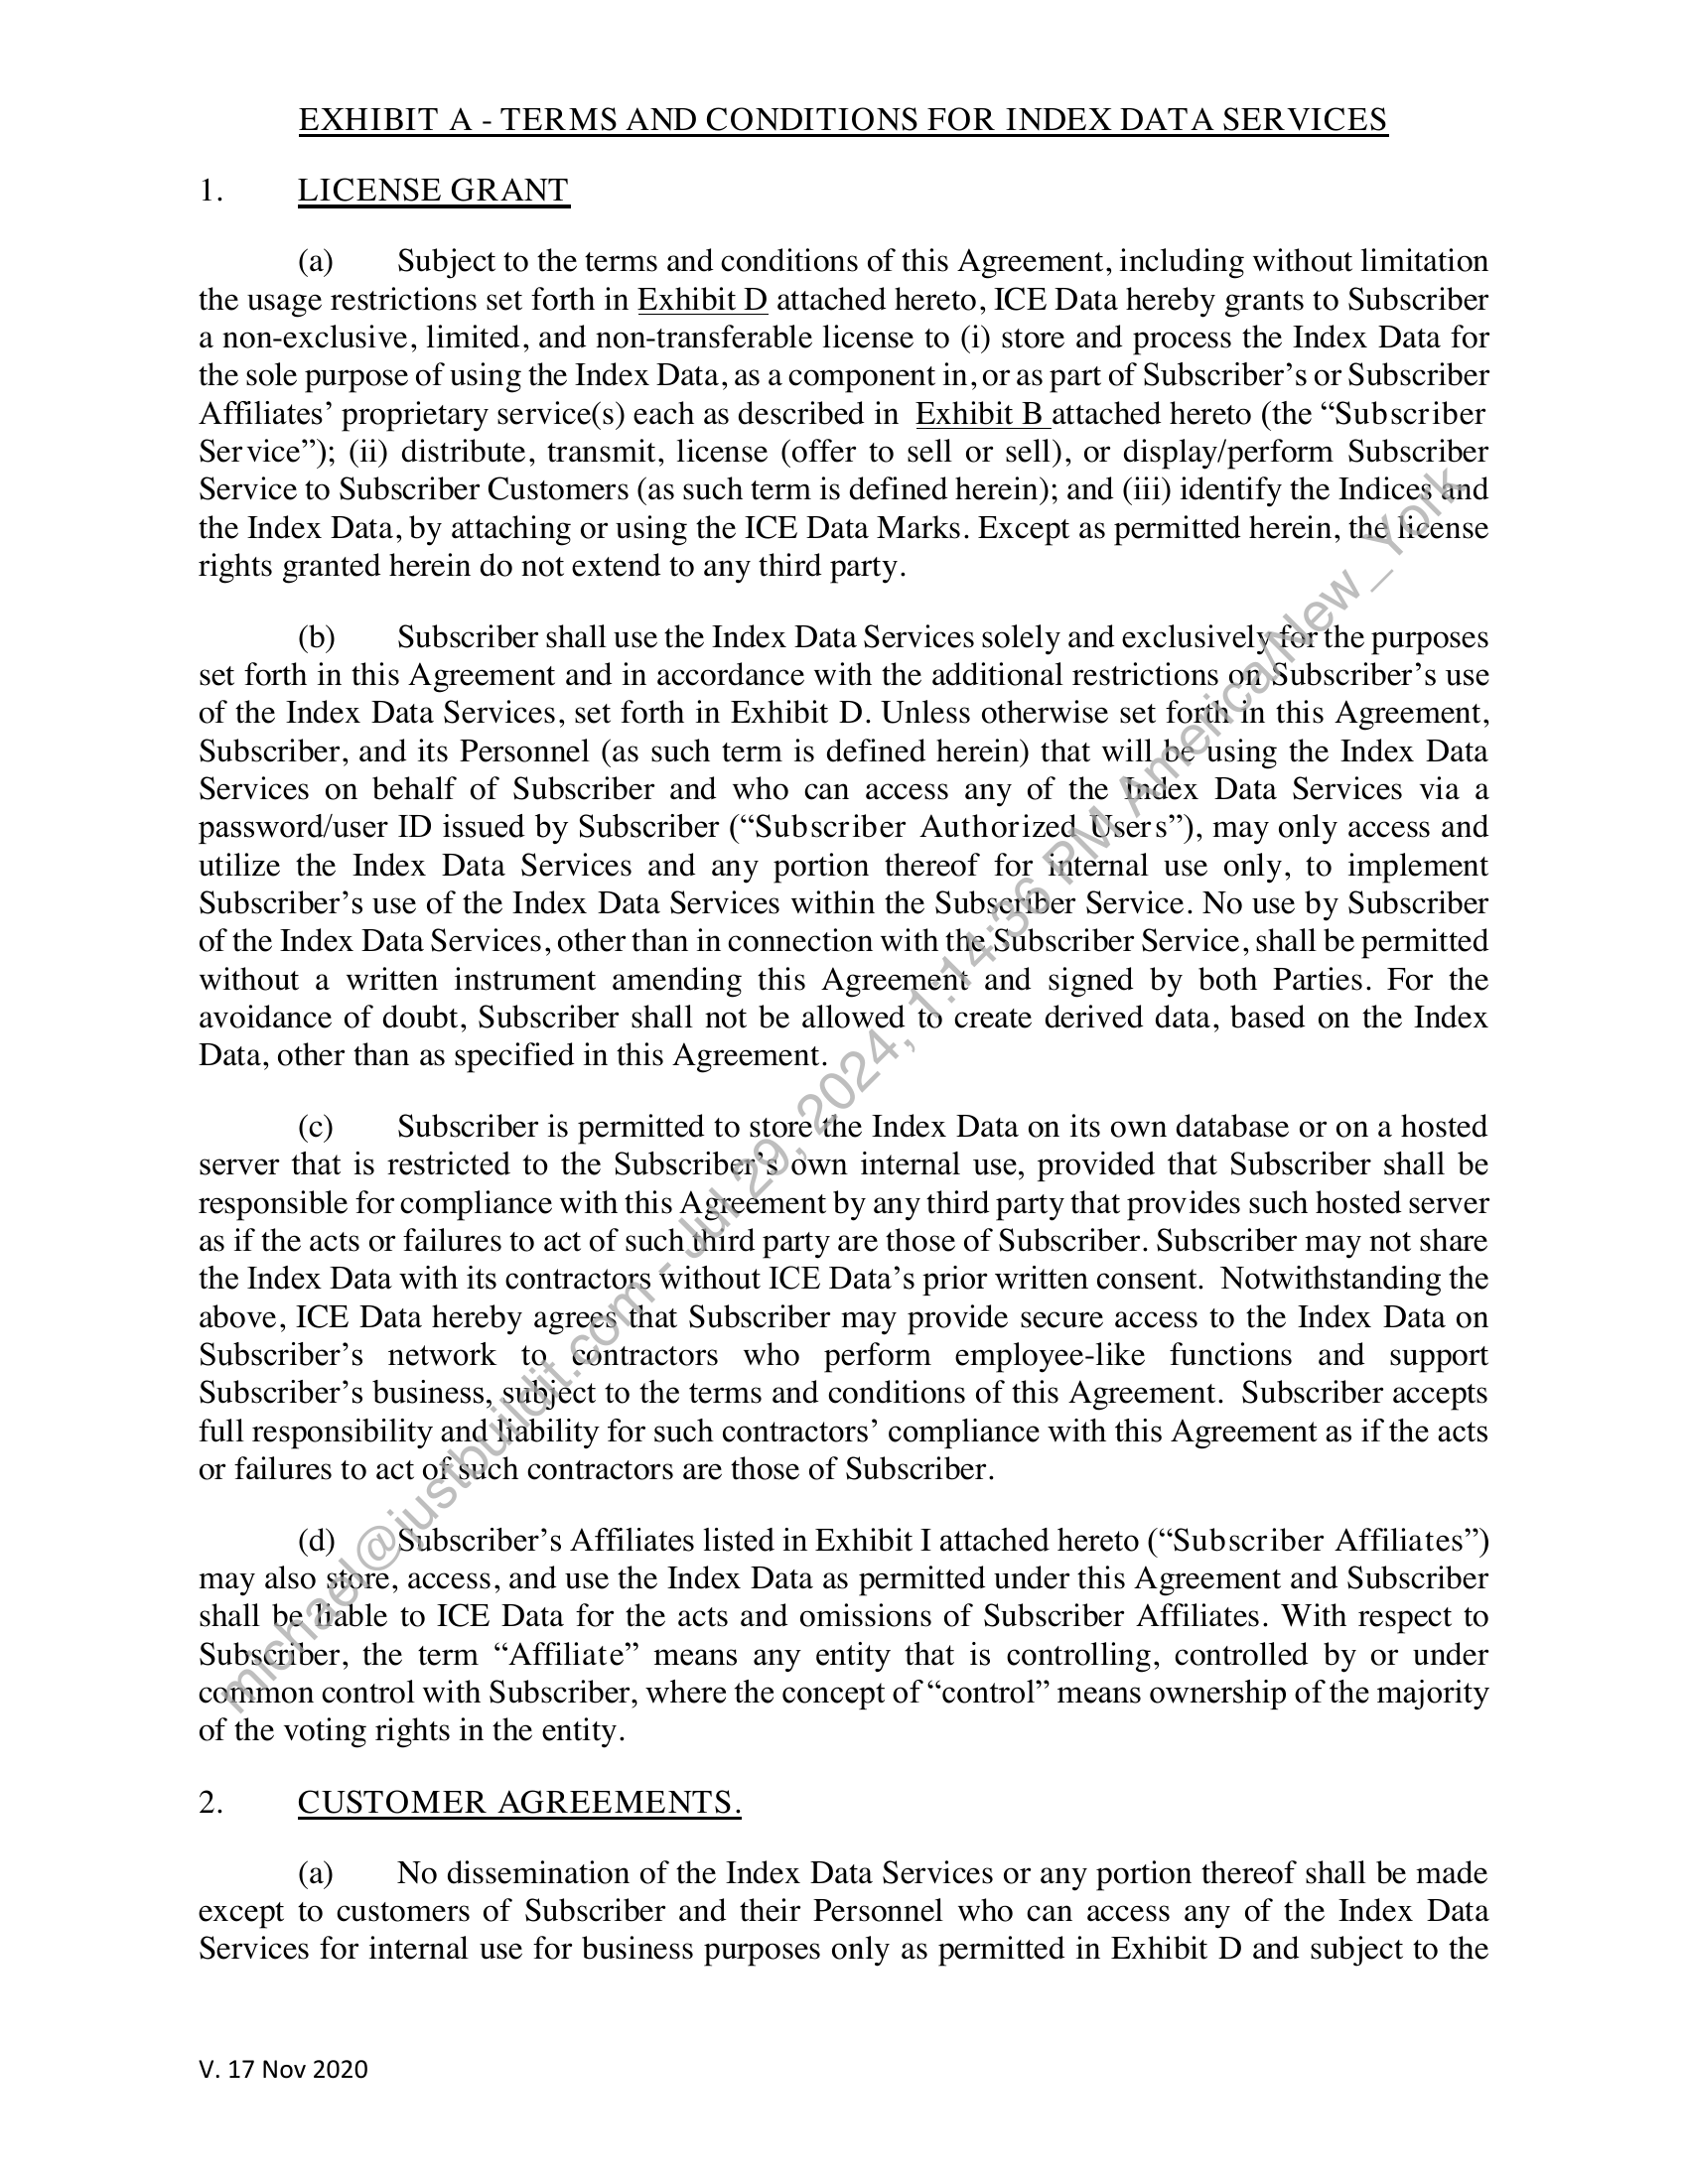 EXHIBIT A - TERMS AND CONDITIONS FOR INDEX DATA SERVICES
1. LICENSE GRANT
(a) Subject to the terms and conditions of this Agreement, including without limitation
the usage restrictions set forth in Exhibit D attached hereto, ICE Data hereby grants to Subscriber
a non-exclusive, limited, and non-transferable license to (i) store and process the Index Data for
the sole purpose of using the Index Data, as a component in, or as part of Subscriber’s or Subscriber
Affiliates’ proprietary service(s) each as described in Exhibit B attached hereto (the “Subscriber
Service”); (ii) distribute, transmit, license (offer to sell or sell), or display/perform Subscriber
Service to Subscriber Customers (as such term is defined herein); and (iii) identify the Indices and
the Index Data, by attaching or using the ICE Data Marks. Except as permitted herein, the license
rights granted herein do not extend to any third party.
(b) Subscriber shall use the Index Data Services solely and exclusively for the purposes
set forth in this Agreement and in accordance with the additional restrictions on Subscriber’s use
of the Index Data Services, set forth in Exhibit D. Unless otherwise set forth in this Agreement,
Subscriber, and its Personnel (as such term is defined herein) that will be using the Index Data
Services on behalf of Subscriber and who can access any of the Index Data Services via a
password/user ID issued by Subscriber (“Subscriber Authorized Users”), may only access and
utilize the Index Data Services and any portion thereof for internal use only, to implement
Subscriber’s use of the Index Data Services within the Subscriber Service. No use by Subscriber
of the Index Data Services, other than in connection with the Subscriber Service, shall be permitted
without a written instrument amending this Agreement and signed by both Parties. For the
avoidance of doubt, Subscriber shall not be allowed to create derived data, based on the Index
Data, other than as specified in this Agreement.
(c) Subscriber is permitted to store the Index Data on its own database or on a hosted
server that is restricted to the Subscriber’s own internal use, provided that Subscriber shall be
responsible for compliance with this Agreement by any third party that provides such hosted server
as if the acts or failures to act of such third party are those of Subscriber. Subscriber may not share
the Index Data with its contractors without ICE Data’s prior written consent. Notwithstanding the
above, ICE Data hereby agrees that Subscriber may provide secure access to the Index Data on
Subscriber’s network to contractors who perform employee-like functions and support
Subscriber’s business, subject to the terms and conditions of this Agreement. Subscriber accepts
full responsibility and liability for such contractors’ compliance with this Agreement as if the acts
or failures to act of such contractors are those of Subscriber.
(d) Subscriber’s Affiliates listed in Exhibit I attached hereto (“Subscriber Affiliates”)
may also store, access, and use the Index Data as permitted under this Agreement and Subscriber
shall be liable to ICE Data for the acts and omissions of Subscriber Affiliates. With respect to
Subscriber, the term “Affiliate” means any entity that is controlling, controlled by or under
common control with Subscriber, where the concept of “control” means ownership of the majority
of the voting rights in the entity.
2. CUSTOMER AGREEMENTS.
(a) No dissemination of the Index Data Services or any portion thereof shall be made
except to customers of Subscriber and their Personnel who can access any of the Index Data
Services for internal use for business purposes only as permitted in Exhibit D and subject to the
V. 17 Nov 2020
michael@justbuildit.com - Jul 29, 2024, 1:14:36 PM America/New_York